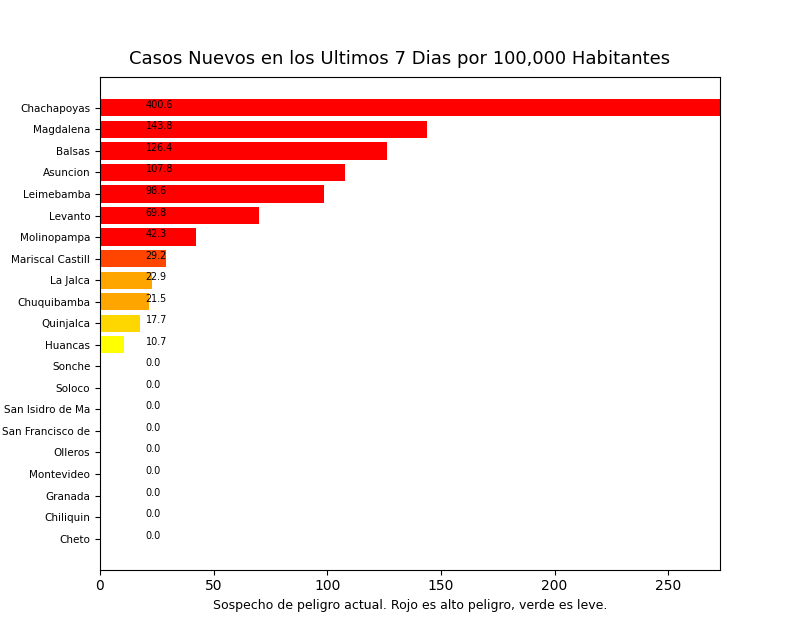 Casos Nuevos en los Ultimos 7 Dias por 100,000 Habitantes
Chachapoyas 400.6
Magdalena 143.8
Balsas 126.4
Asuncion 107.8
Leimebamba 98.6
Levanto 69.8
Molinopampa 42.3
Mariscal Castill 29.2
La Jalca 22.9
Chuquibamba 21.5
Quinjalca 17.7
Huancas 10.7
Sonche 0.0
Soloco 0.0
San Isidro de Ma 0.0
San Francisco de 0.0
Olleros 0.0
Montevideo 0.0
Granada 0.0
Chiliquin 0.0
Cheto 0.0
0 50 100 150 200 250
Sospecho de peligro actual. Rojo es alto peligro, verde es leve.